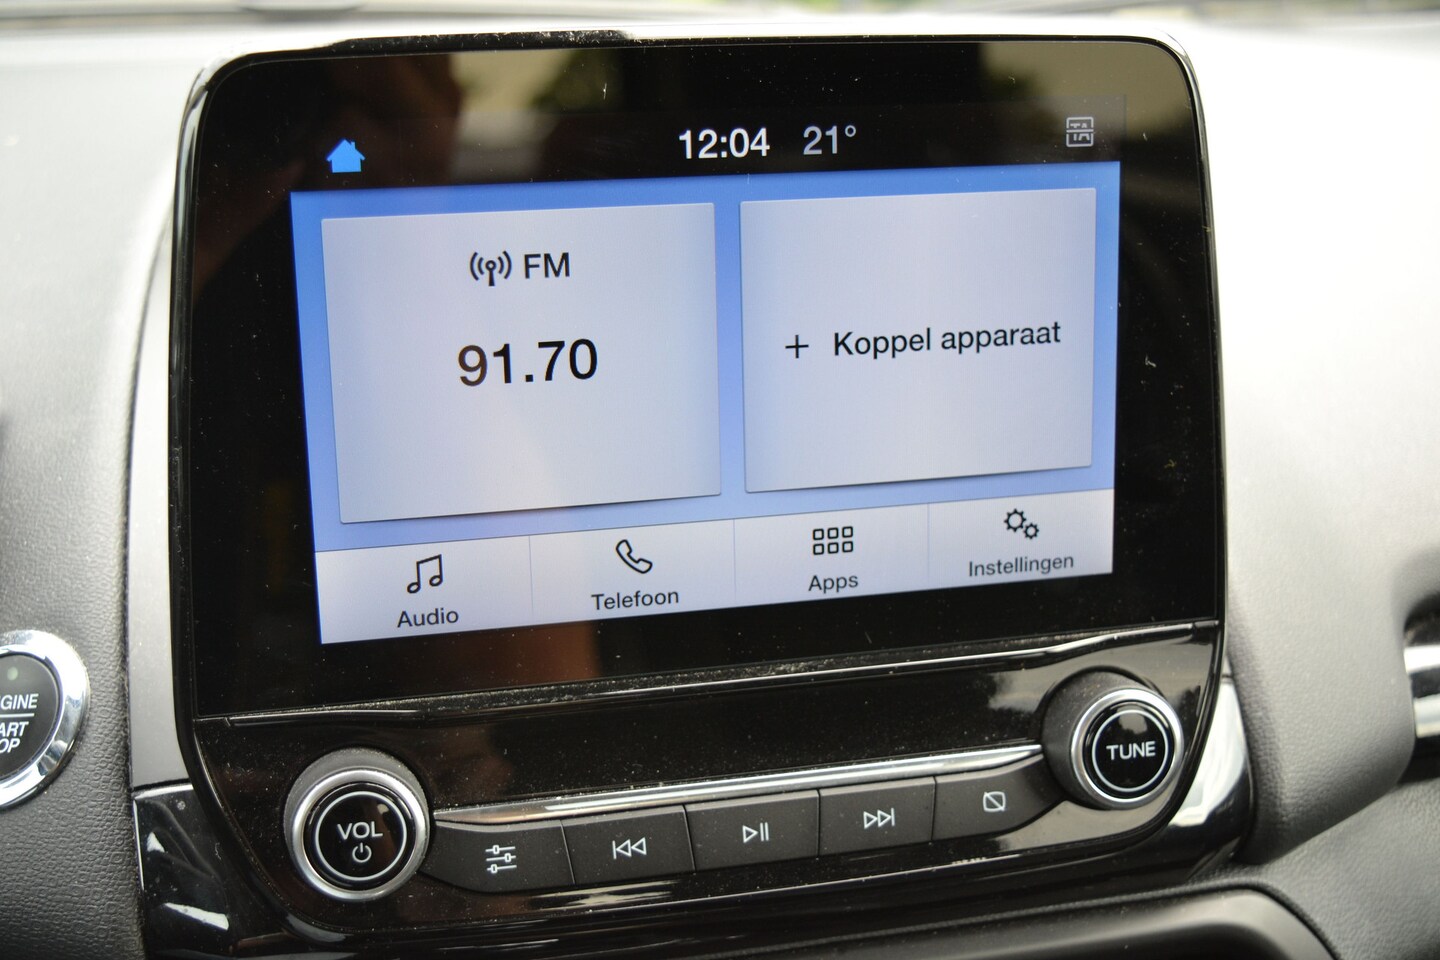 12:04 21°
FM
91.70
+ Koppel apparaat
Audio
Telefoon
Apps
Instellingen
TUNE
VOL